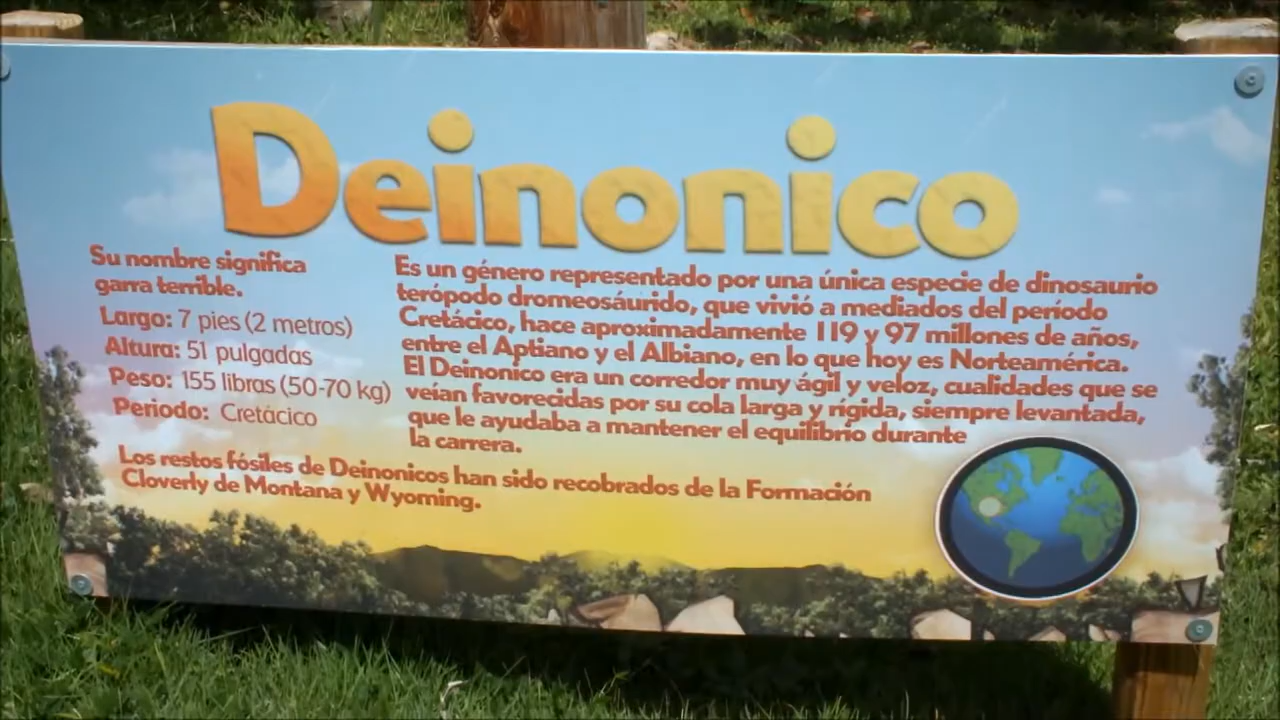 Deinonico
Su nombre significa
garra terrible.
Largo: 7 pies (2 metros)
Altura: 51 pulgadas
Peso: 155 libras (50-70 kg)
Periodo: Cretácico
Es un género representado por una única especie de dinosaurio
terópodo dromeosáurido, que vivió a mediados del período
Cretácico, hace aproximadamente 119 y 97 millones de años,
entre el Aptiano y el Albiano, en lo que hoy es Norteamérica.
El Deinonico era un corredor muy ágil y veloz, cualidades que se
veían favorecidas por su cola larga y rígida, siempre levantada,
que le ayudaba a mantener el equilibrio durante
la carrera.
Los restos fósiles de Deinonicos han sido recobrados de la Formación
Cloverly de Montana y Wyoming.